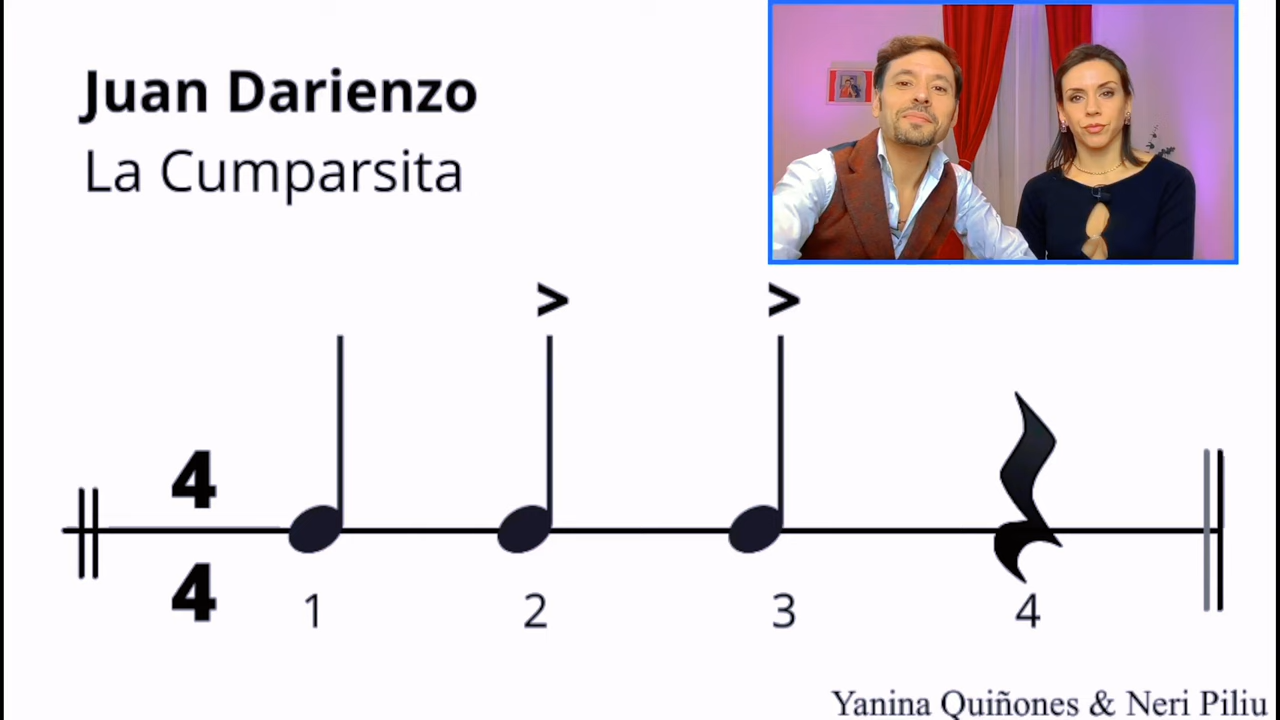 Juan Darienzo
La Cumparsita
> >
4
4
1 2 3 4
Yanina Quiñones & Neri Piliu